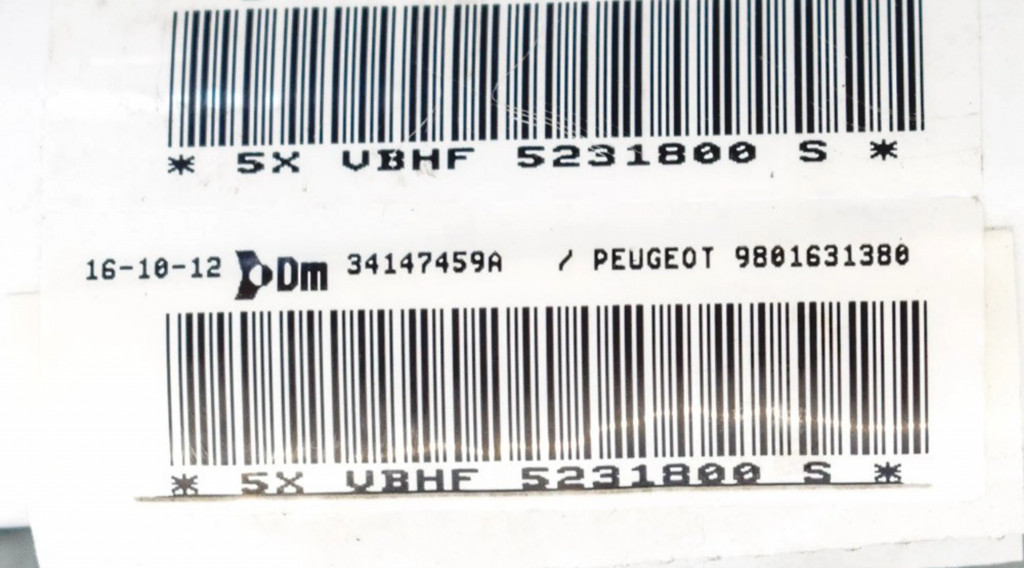 * 5X VBHF 5231800 S *
16-10-12 Dm 34147459A / PEUGEOT 9801631380
* 5X VBHF 5231800 S *